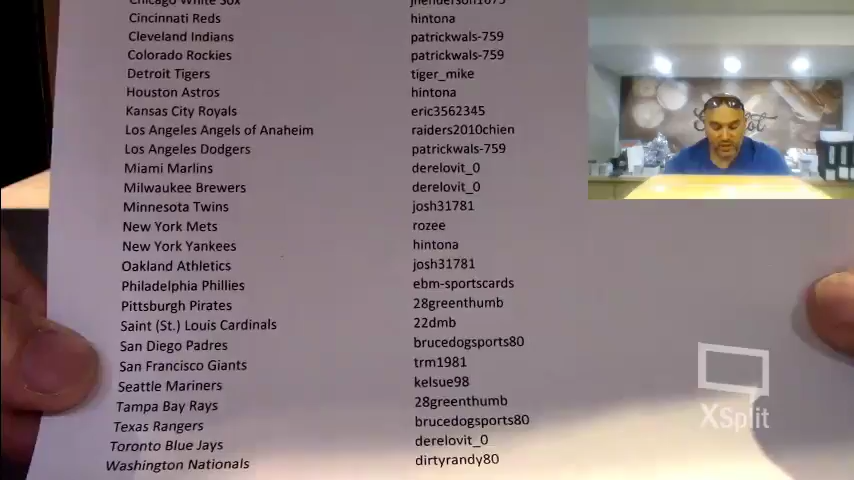 Chicago White Sox jhenderson1675
Cincinnati Reds hintona
Cleveland Indians patrickwals-759
Colorado Rockies patrickwals-759
Detroit Tigers tiger_mike
Houston Astros hintona
Kansas City Royals eric3562345
Los Angeles Angels of Anaheim raiders2010chien
Los Angeles Dodgers patrickwals-759
Miami Marlins derelovit_0
Milwaukee Brewers derelovit_0
Minnesota Twins josh31781
New York Mets rozee
New York Yankees hintona
Oakland Athletics josh31781
Philadelphia Phillies ebm-sportscards
Pittsburgh Pirates 28greenthumb
Saint (St.) Louis Cardinals 22dmb
San Diego Padres brucedogsports80
San Francisco Giants trm1981
Seattle Mariners kelsue98
Tampa Bay Rays 28greenthumb
Texas Rangers brucedogsports80
Toronto Blue Jays derelovit_0
Washington Nationals dirtyrandy80
XSplit